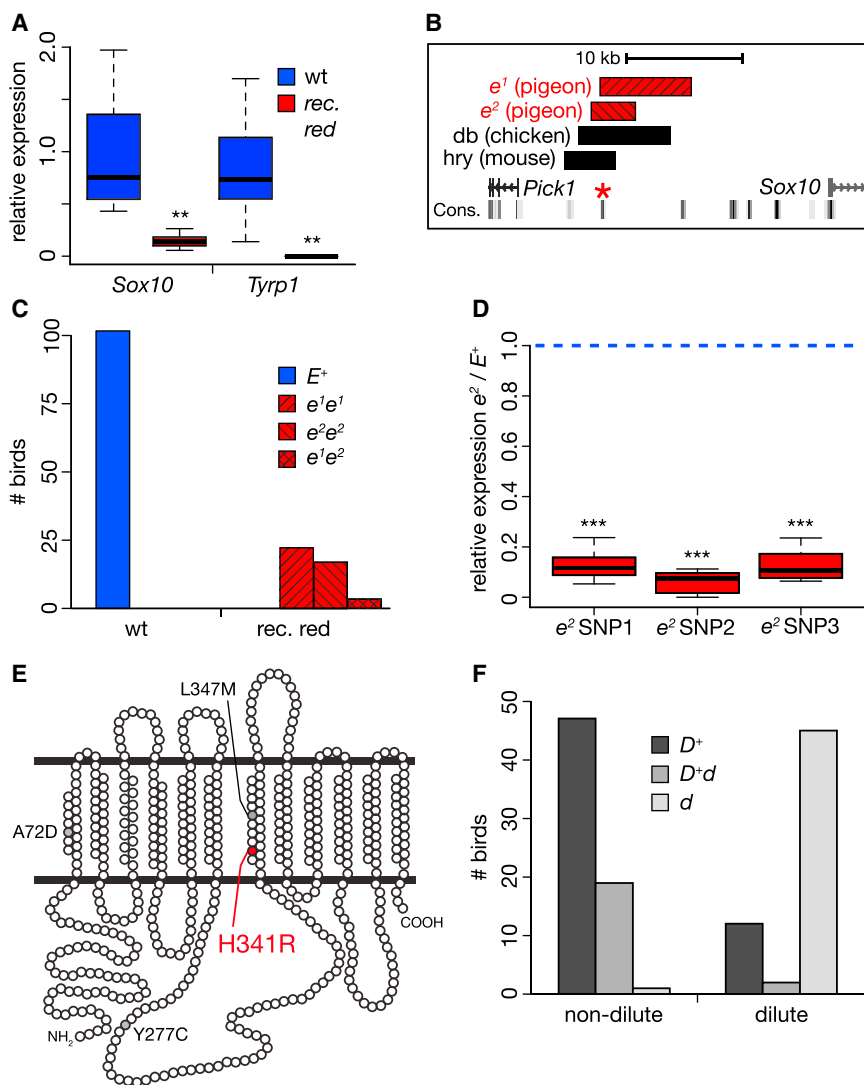 A
relative expression
2.0
1.0
0
wt
rec.
red
**
**
Sox10
Tyrp1
B
10 kb
e1 (pigeon)
e2 (pigeon)
db (chicken)
hry (mouse)
Pick1
*
Sox10
Cons.
C
# birds
100
75
50
25
0
E+
e1e1
e2e2
e1e2
wt
rec. red
D
relative expression e2 / E+
1.0
0.8
0.6
0.4
0.2
0
***
***
***
e2 SNP1
e2 SNP2
e2 SNP3
E
L347M
A72D
H341R
COOH
NH2
Y277C
F
# birds
50
40
30
20
10
0
D+
D+d
d
non-dilute
dilute